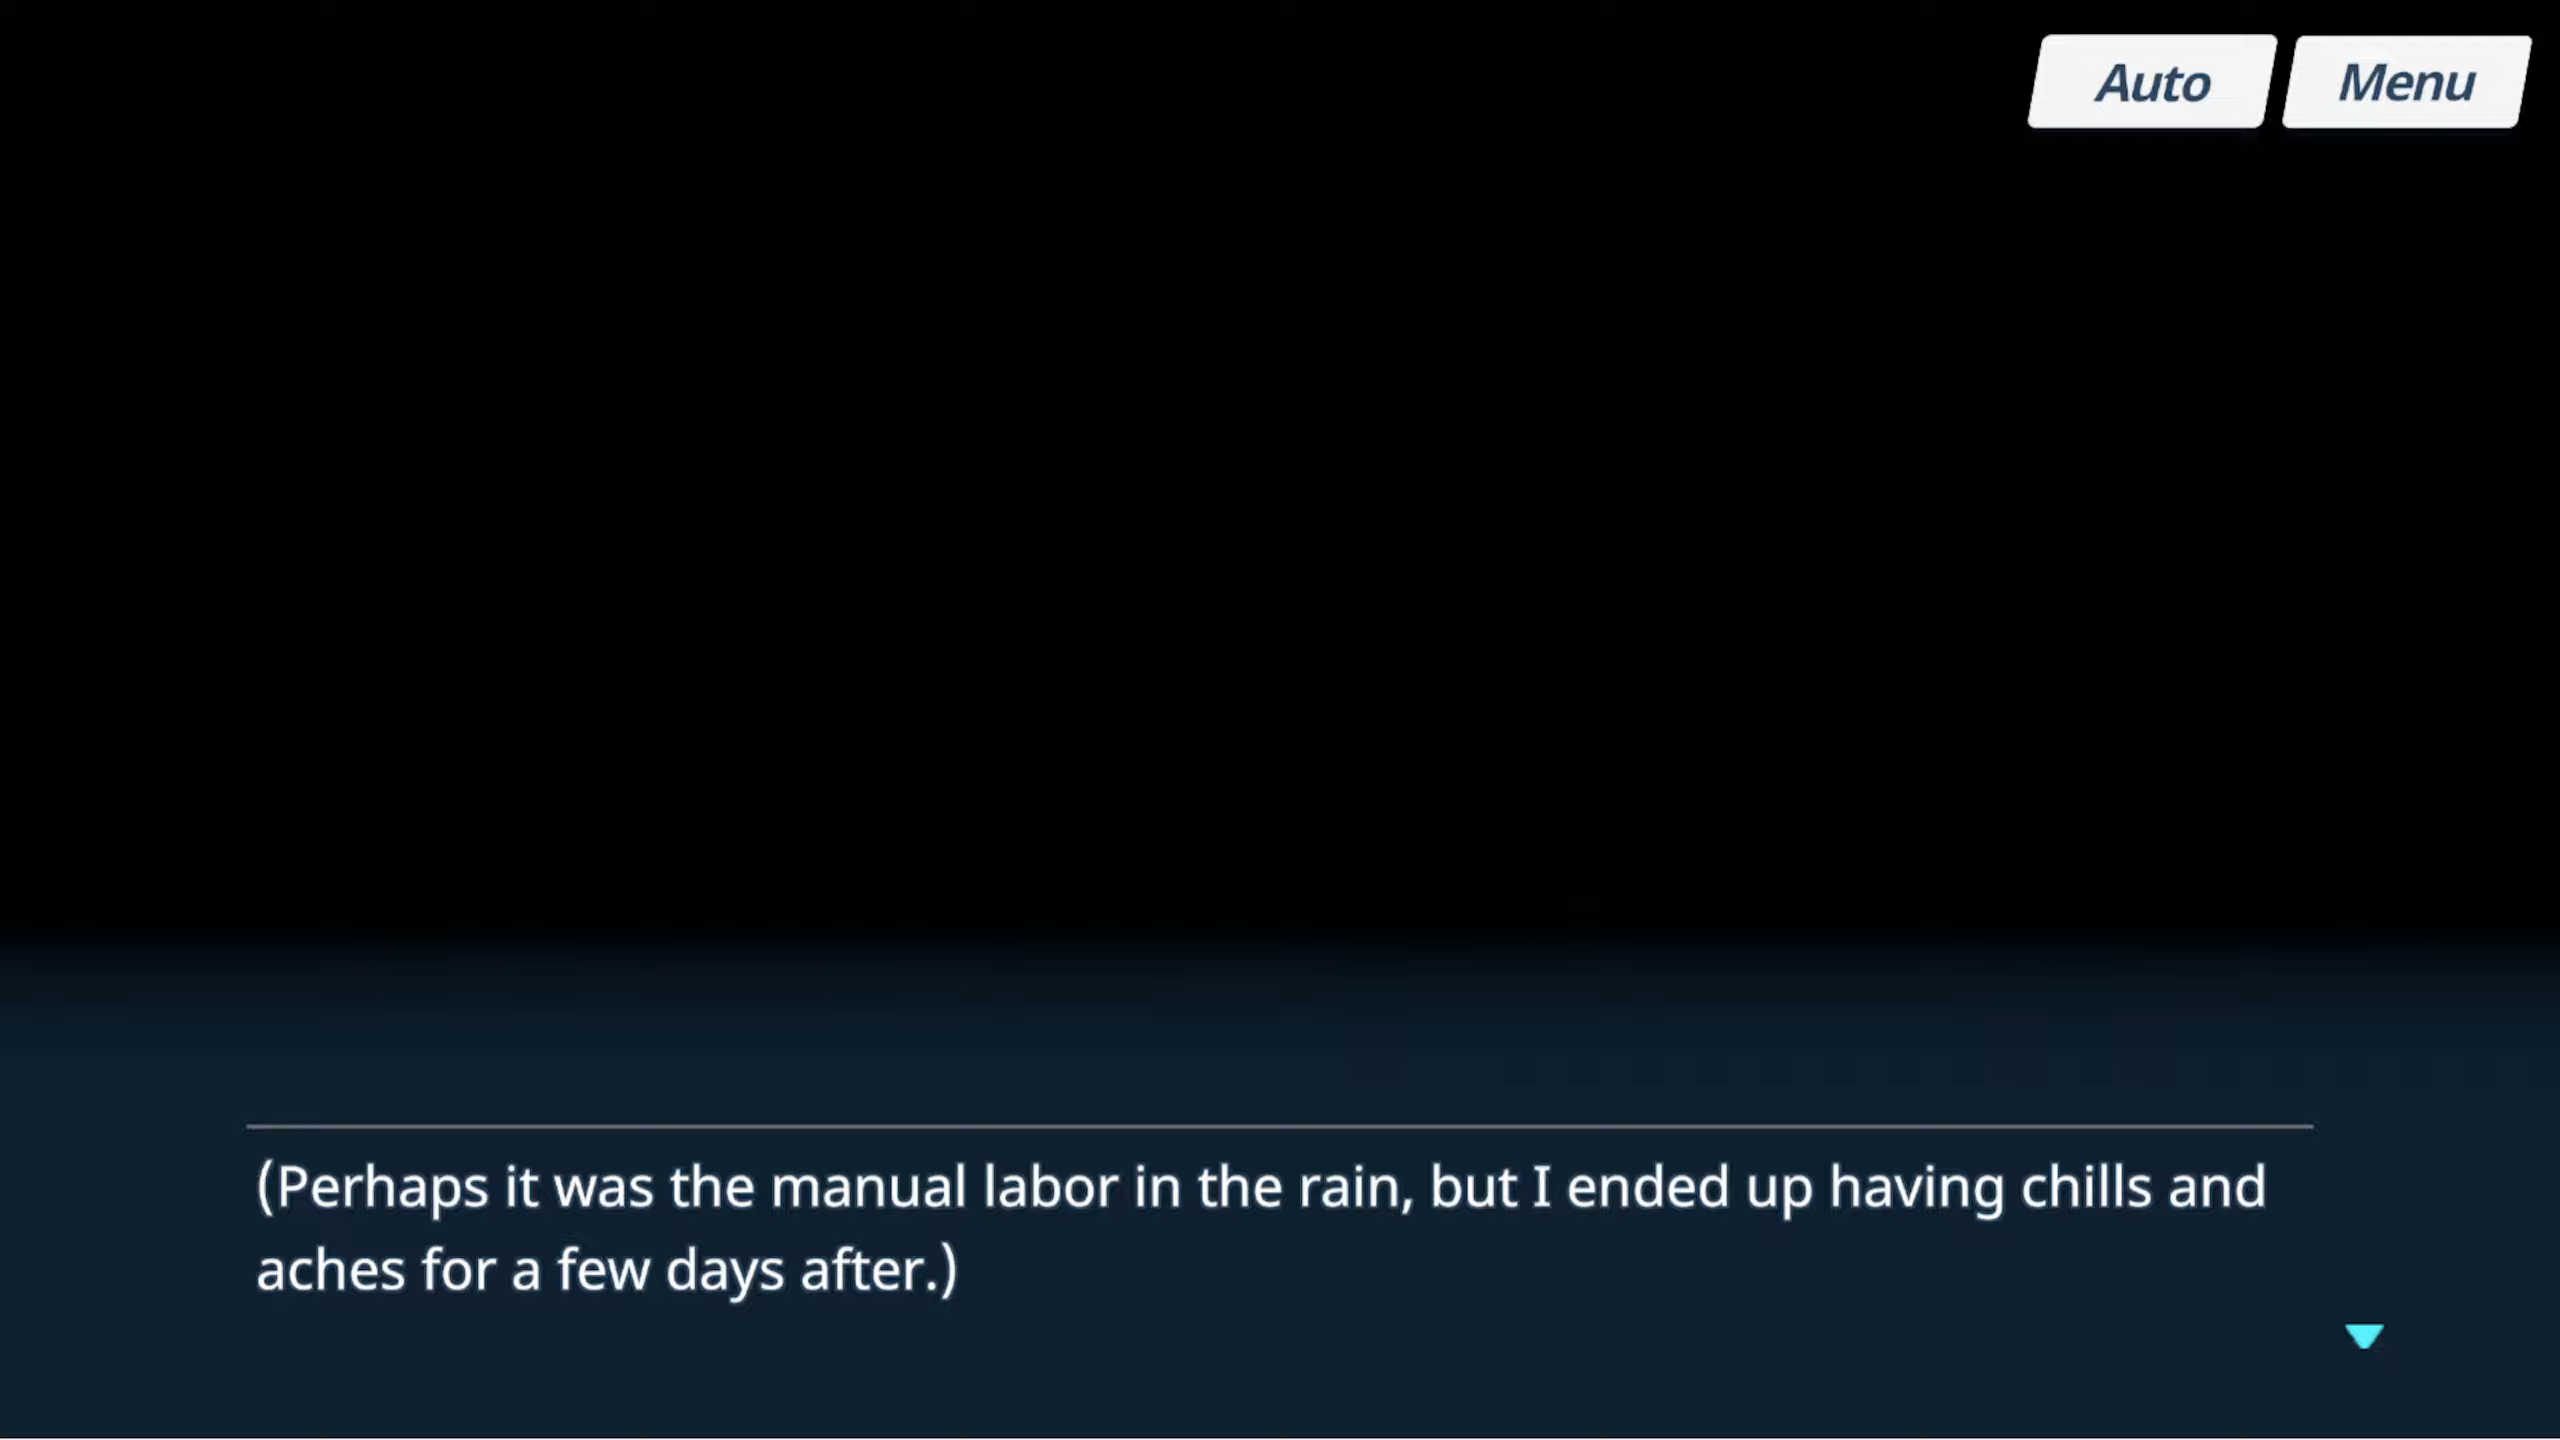 Auto
Menu
(Perhaps it was the manual labor in the rain, but I ended up having chills and
aches for a few days after.)